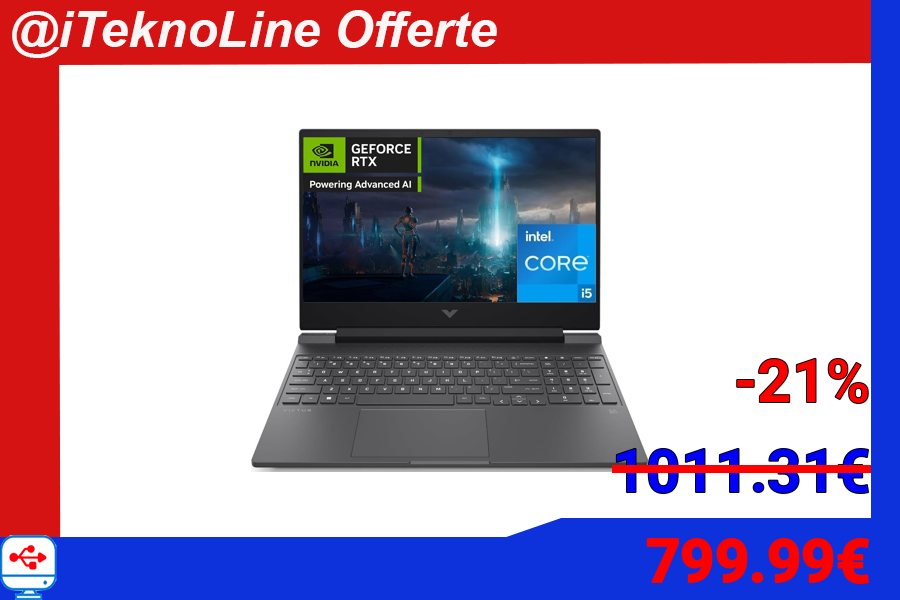 @iTeknoLine Offerte
NVIDIA
GEFORCE
RTX
Powering Advanced AI
intel
CORE
i5
-21%
1011.31€
799.99€